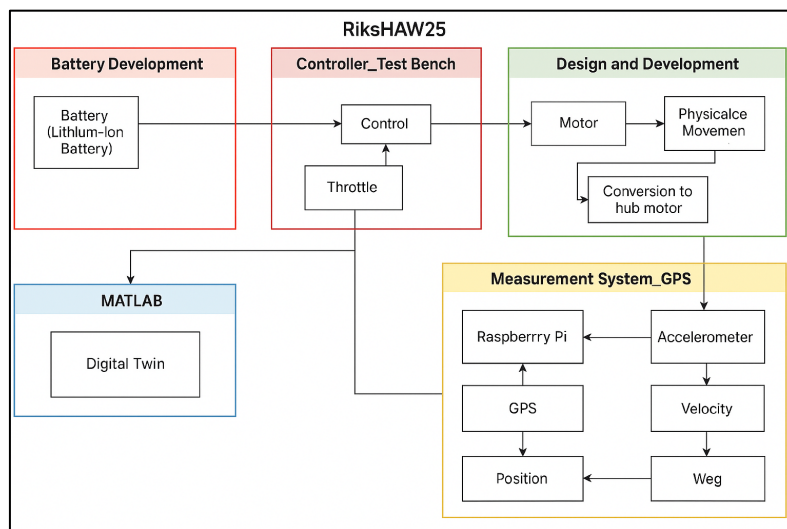 RiksHAW25
Battery Development
Battery
(Lithlum-Ion
Battery)
Controller_Test Bench
Control
Throttle
Design and Development
Motor
Physicalce
Movemen
Conversion to
hub motor
MATLAB
Digital Twin
Measurement System_GPS
Raspberrry Pi
Accelerometer
GPS
Velocity
Position
Weg